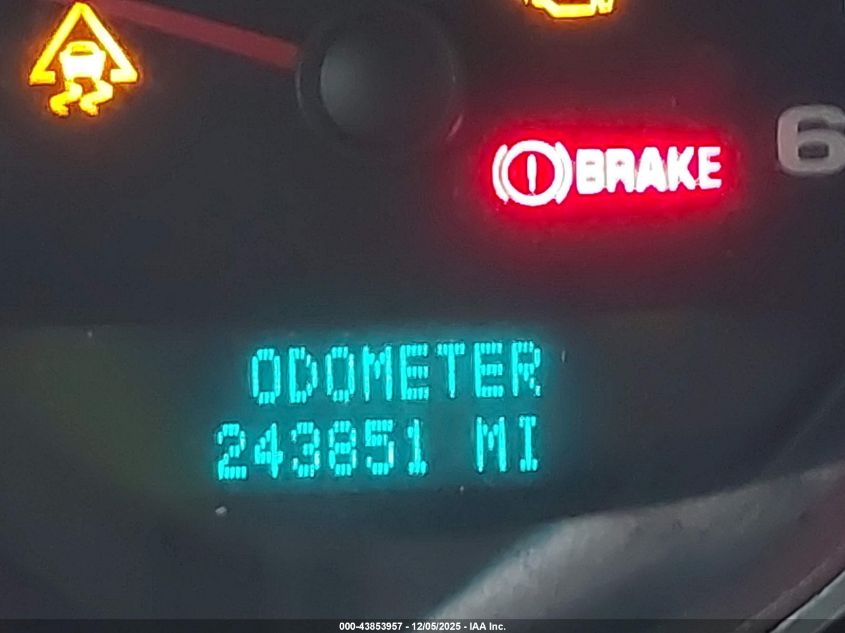 6
BRAKE
ODOMETER
243851 MI
000-43853957 - 12/05/2025 - IAA Inc.